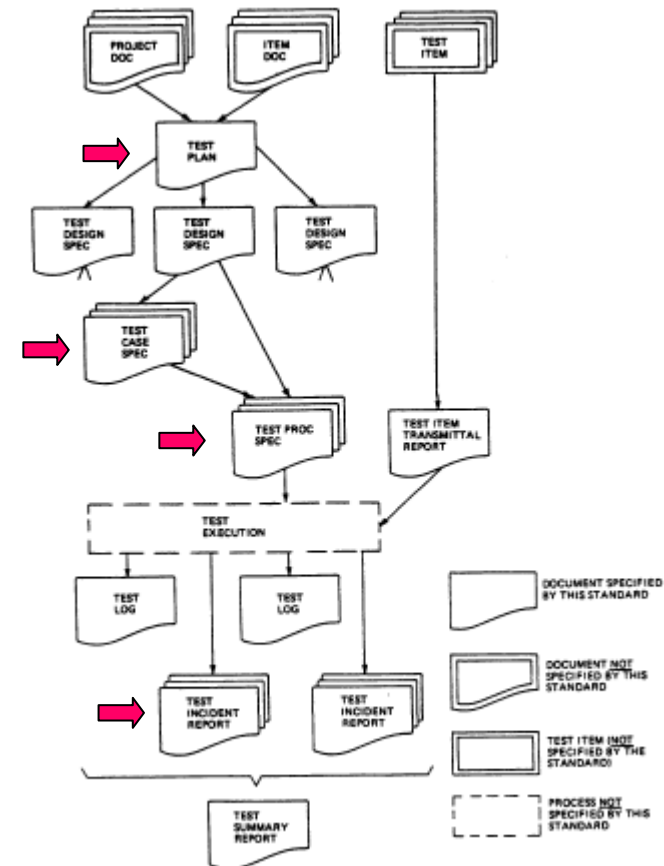 PROJECT
DOC
ITEM
DOC
TEST
ITEM
TEST
PLAN
TEST
DESIGN
SPEC
TEST
DESIGN
SPEC
TEST
DESIGN
SPEC
TEST
CASE
SPEC
TEST PROC
SPEC
TEST ITEM
TRANSMITTAL
REPORT
TEST
EXECUTION
TEST
LOG
TEST
LOG
TEST
INCIDENT
REPORT
TEST
INCIDENT
REPORT
TEST
SUMMARY
REPORT
DOCUMENT SPECIFIED
BY THIS STANDARD
DOCUMENT NOT
SPECIFIED BY THIS
STANDARD
TEST ITEM (NOT
SPECIFIED BY THE
STANDARD)
PROCESS NOT
SPECIFIED BY THIS
STANDARD